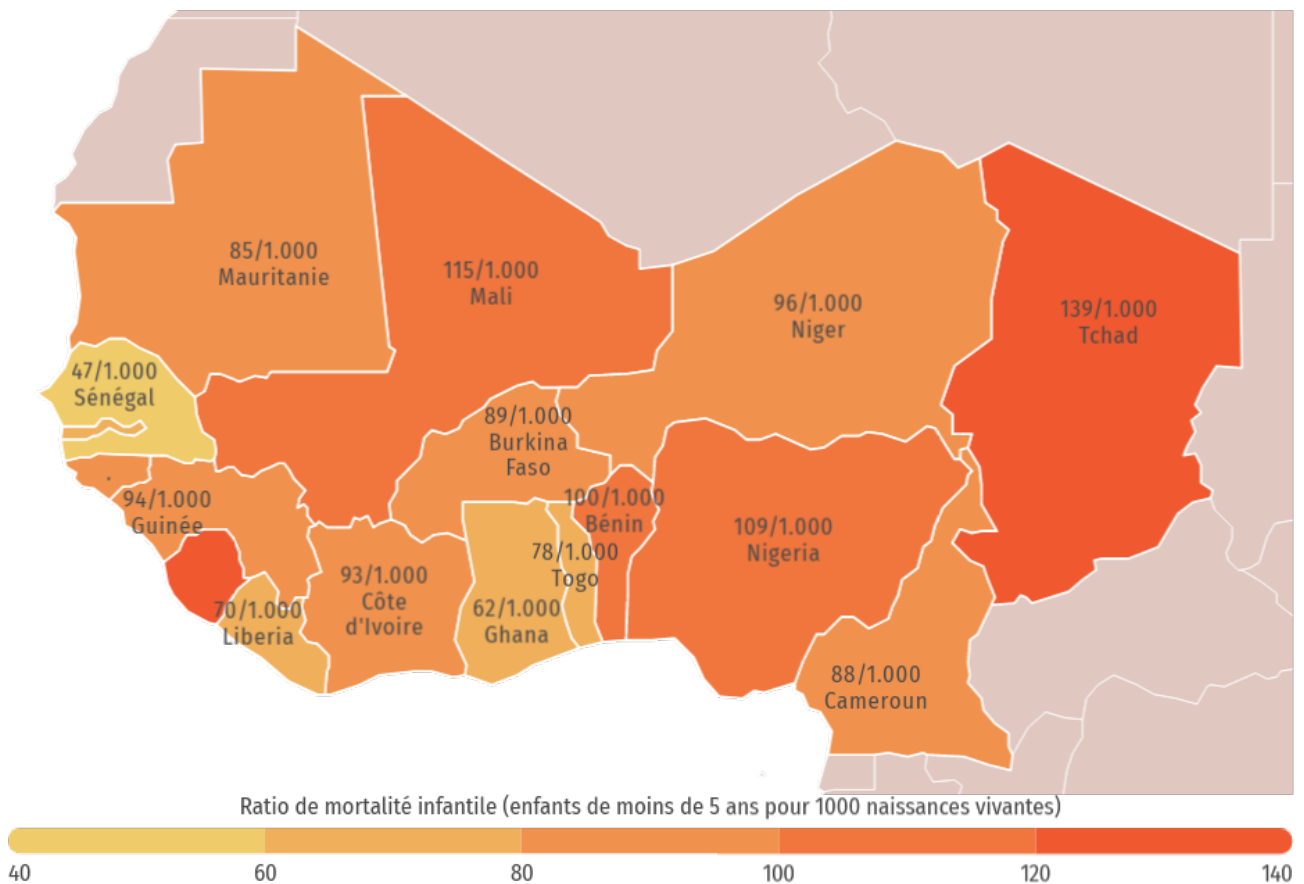 85/1.000
Mauritanie
115/1.000
Mali
96/1.000
Niger
139/1.000
Tchad
47/1.000
Sénégal
89/1.000
Burkina
Faso
94/1.000
Guinée
100/1.000
Bénin
109/1.000
Nigeria
78/1.000
Togo
93/1.000
Côte
d'Ivoire
70/1.000
Liberia
62/1.000
Ghana
88/1.000
Cameroun
Ratio de mortalité infantile (enfants de moins de 5 ans pour 1000 naissances vivantes)
40 60 80 100 120 140